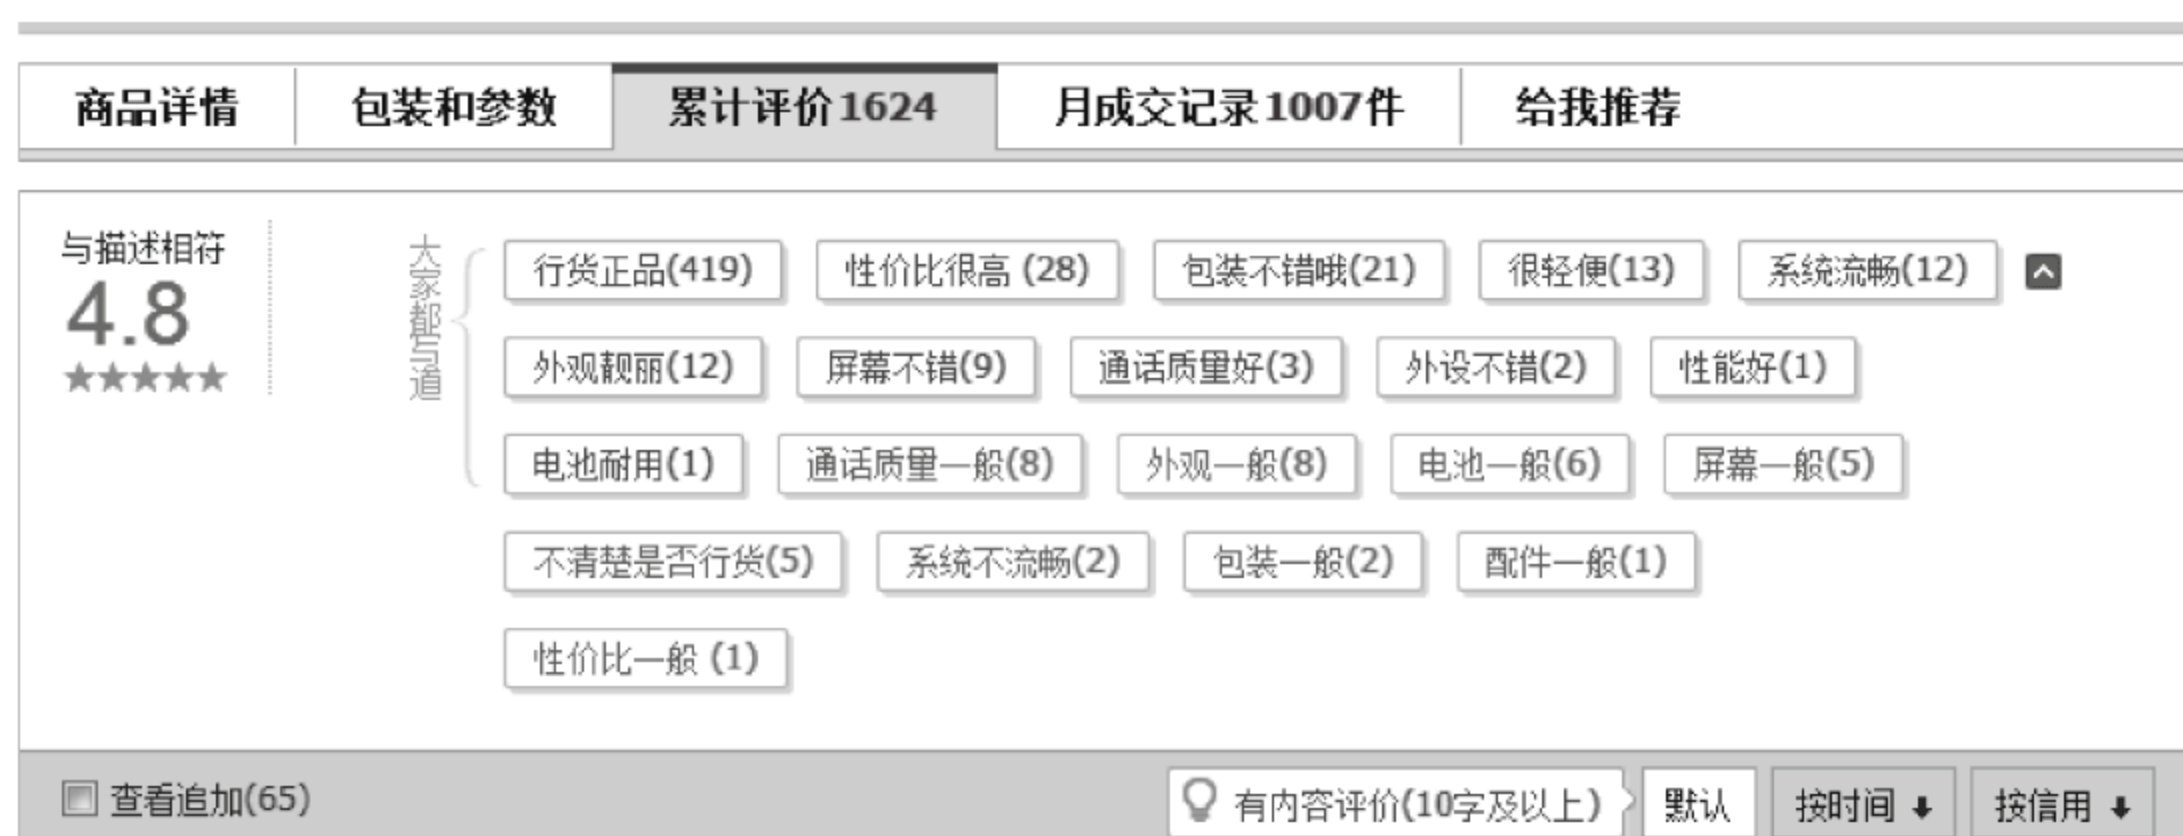 商品详情 包装和参数 累计评价1624 月成交记录1007件 给我推荐
与描述相符
4.8
大家都写道
行货正品(419) 性价比很高 (28) 包装不错哦(21) 很轻便(13) 系统流畅(12)
外观靓丽(12) 屏幕不错(9) 通话质量好(3) 外设不错(2) 性能好(1)
电池耐用(1) 通话质量一般(8) 外观一般(8) 电池一般(6) 屏幕一般(5)
不清楚是否行货(5) 系统不流畅(2) 包装一般(2) 配件一般(1)
性价比一般 (1)
查看追加(65) 有内容评价(10字及以上) 默认 按时间 按信用